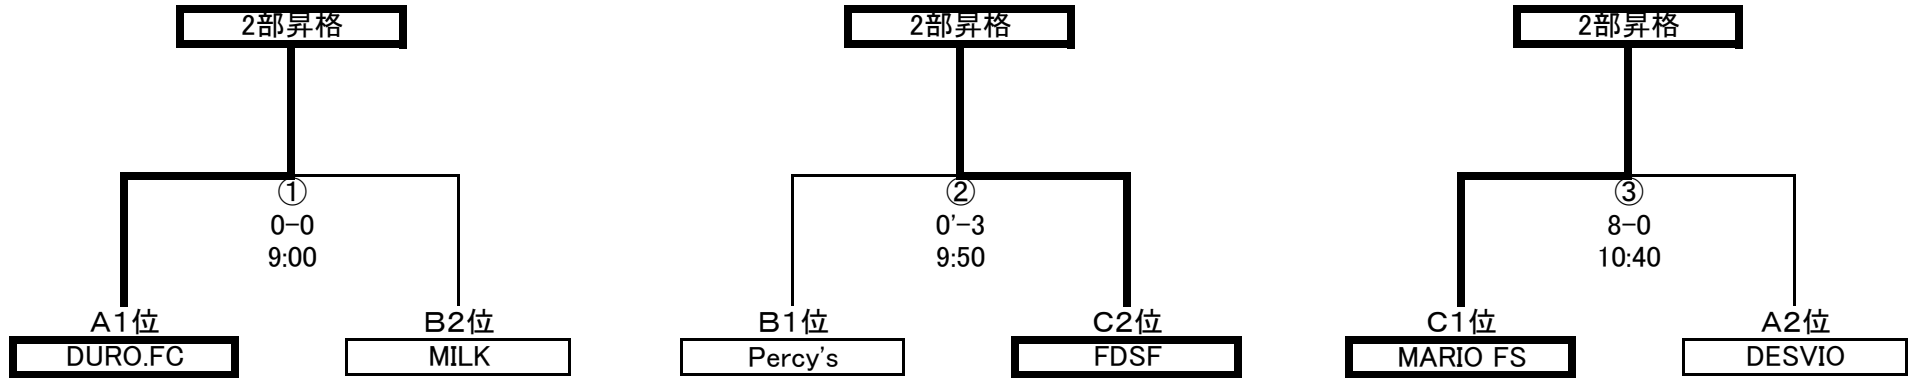 2部昇格
①
0-0
9:00
A1位
DURO.FC
B2位
MILK
2部昇格
②
0'-3
9:50
B1位
Percy's
C2位
FDSF
2部昇格
③
8-0
10:40
C1位
MARIO FS
A2位
DESVIO